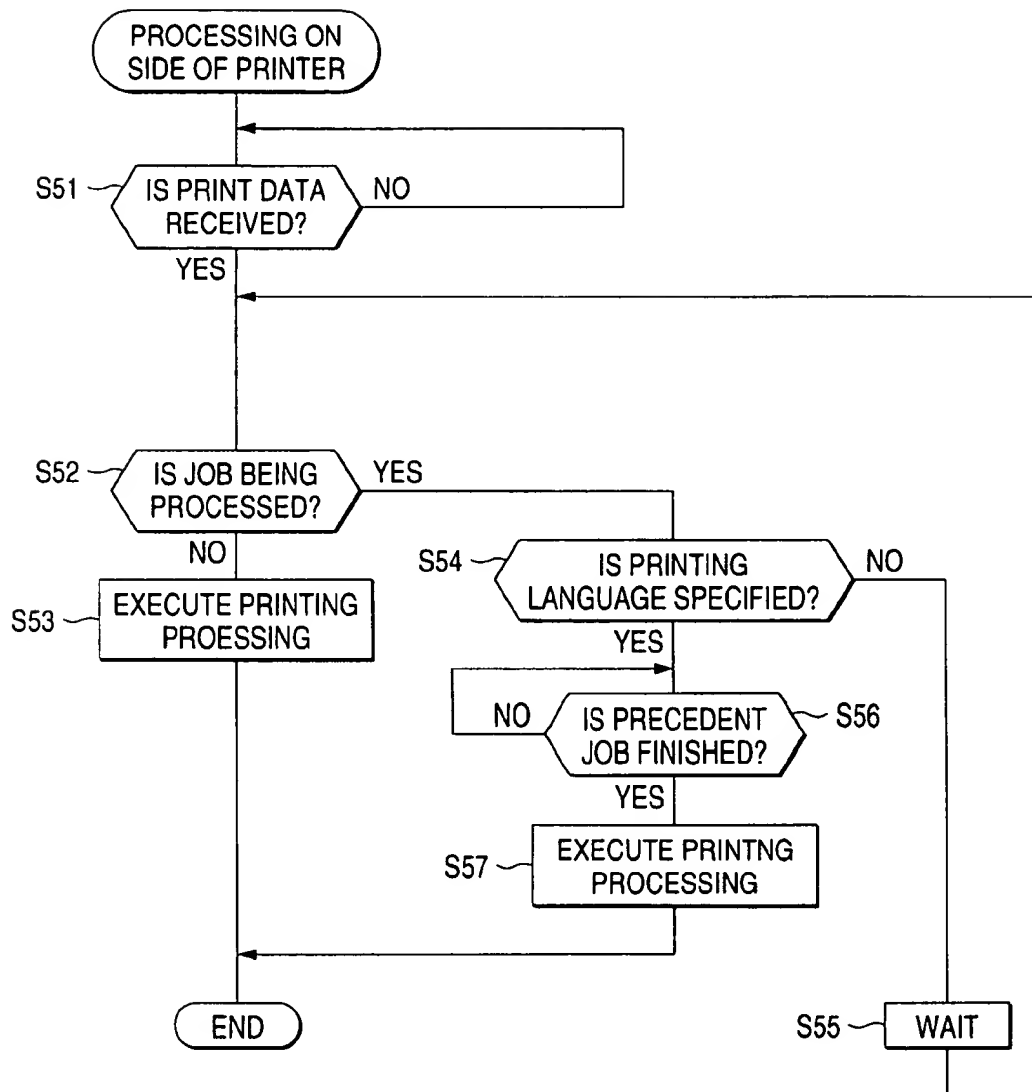 PROCESSING ON
SIDE OF PRINTER
S51
IS PRINT DATA
RECEIVED?
NO
YES
S52
IS JOB BEING
PROCESSED?
YES
NO
S53
EXECUTE PRINTING
PROESSING
S54
IS PRINTING
LANGUAGE SPECIFIED?
NO
YES
NO
IS PRECEDENT
JOB FINISHED?
S56
YES
S57
EXECUTE PRINTNG
PROCESSING
END
S55
WAIT